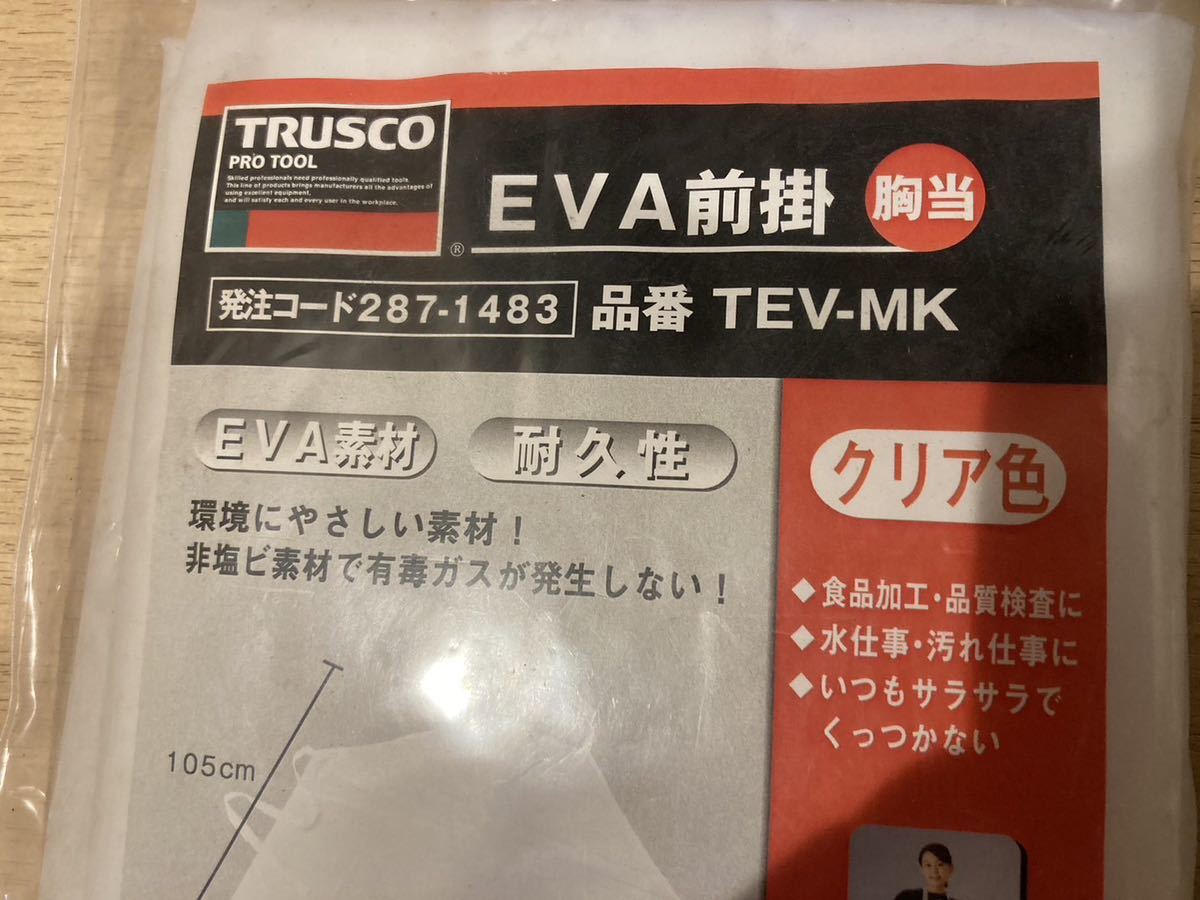 TRUSCO
PRO TOOL
Skilled professionals need professionally qualified tools.
This line of products brings manufacturers all the advantages of
using excellent equipment,
and will satisfy each and every user in the workplace.
®
EVA前掛 胸当
発注コード287-1483 品番 TEV-MK
EVA素材 耐久性
環境にやさしい素材！
非塩ビ素材で有毒ガスが発生しない！
105cm
クリア色
◆食品加工・品質検査に
◆水仕事・汚れ仕事に
◆いつもサラサラで
くっつかない